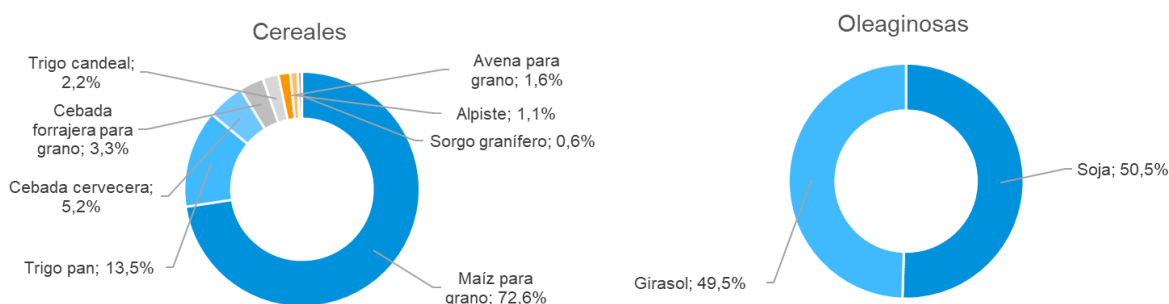 Cereales
Trigo candeal;
2,2%
Cebada
forrajera para
grano; 3,3%
Cebada cervecera;
5,2%
Trigo pan; 13,5%
Avena para
grano; 1,6%
Alpiste; 1,1%
Sorgo granífero; 0,6%
Maíz para
grano; 72,6%
Oleaginosas
Soja; 50,5%
Girasol; 49,5%